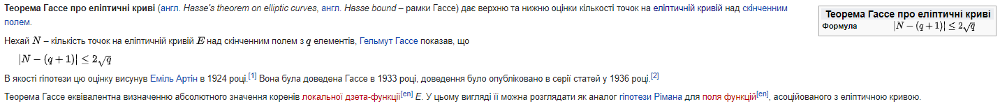 Теорема Гассе про еліптичні криві (англ. Hasse's theorem on elliptic curves, англ. Hasse bound – рамки Гассе) дає верхню та нижню оцінки кількості точок на еліптичній кривій над скінченним
полем.
Нехай N – кількість точок на еліптичній кривій E над скінченним полем з q елементів, Гельмут Гассе показав, що
|N − (q + 1)| ≤ 2√q
В якості гіпотези цю оцінку висунув Еміль Артін в 1924 році.[1] Вона була доведена Гассе в 1933 році, доведення було опубліковано в серії статей у 1936 році.[2]
Теорема Гассе еквівалентна визначенню абсолютного значення коренів локальної дзета-функції[en] E. У цьому вигляді її можна розглядати як аналог гіпотези Рімана для поля функцій[en], асоційованого з еліптичною кривою.
Теорема Гассе про еліптичні криві
Формула |N − (q + 1)| ≤ 2√q